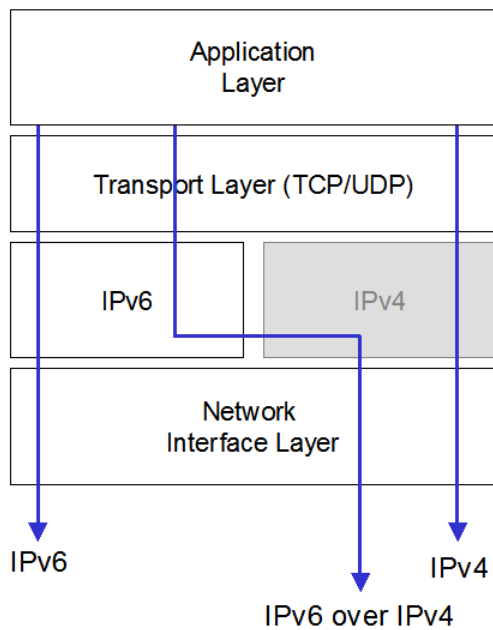 Application
Layer
Transport Layer (TCP/UDP)
IPv6
IPv4
Network
Interface Layer
IPv6
IPv4
IPv6 over IPv4